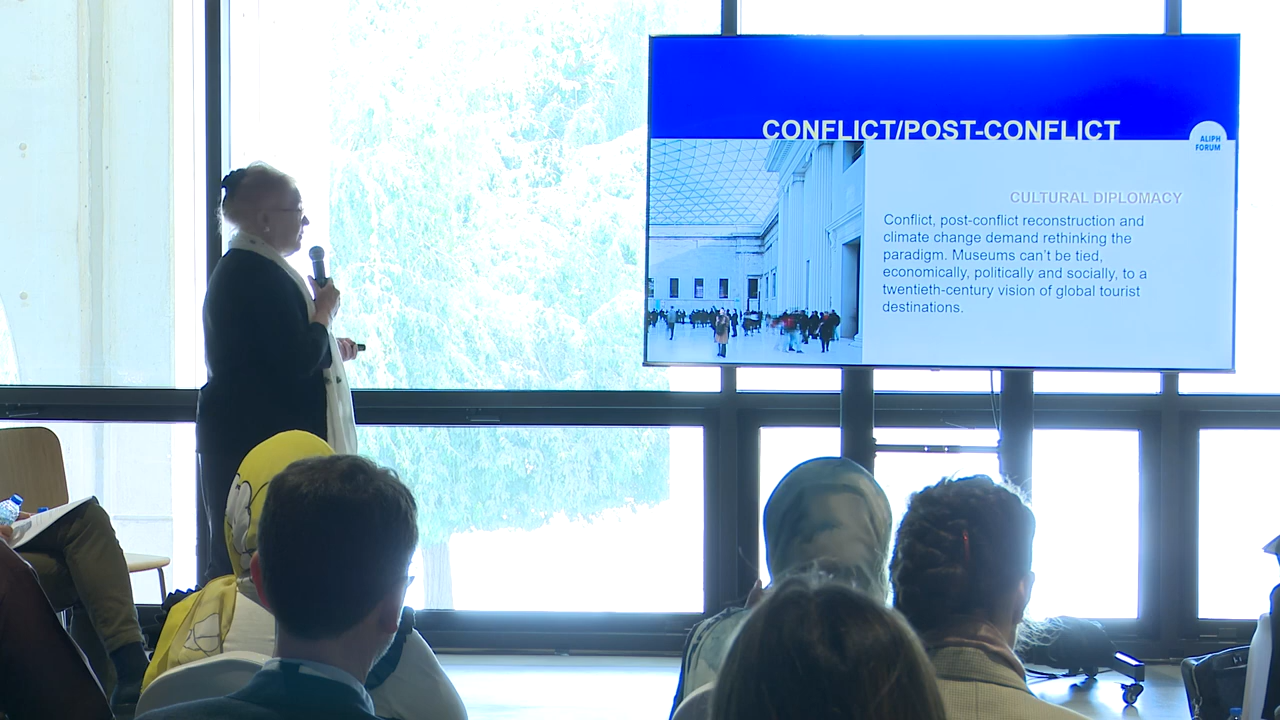 CONFLICT/POST-CONFLICT
ALIPH
FORUM
CULTURAL DIPLOMACY
Conflict, post-conflict reconstruction and
climate change demand rethinking the
paradigm. Museums can't be tied,
economically, politically and socially, to a
twentieth-century vision of global tourist
destinations.